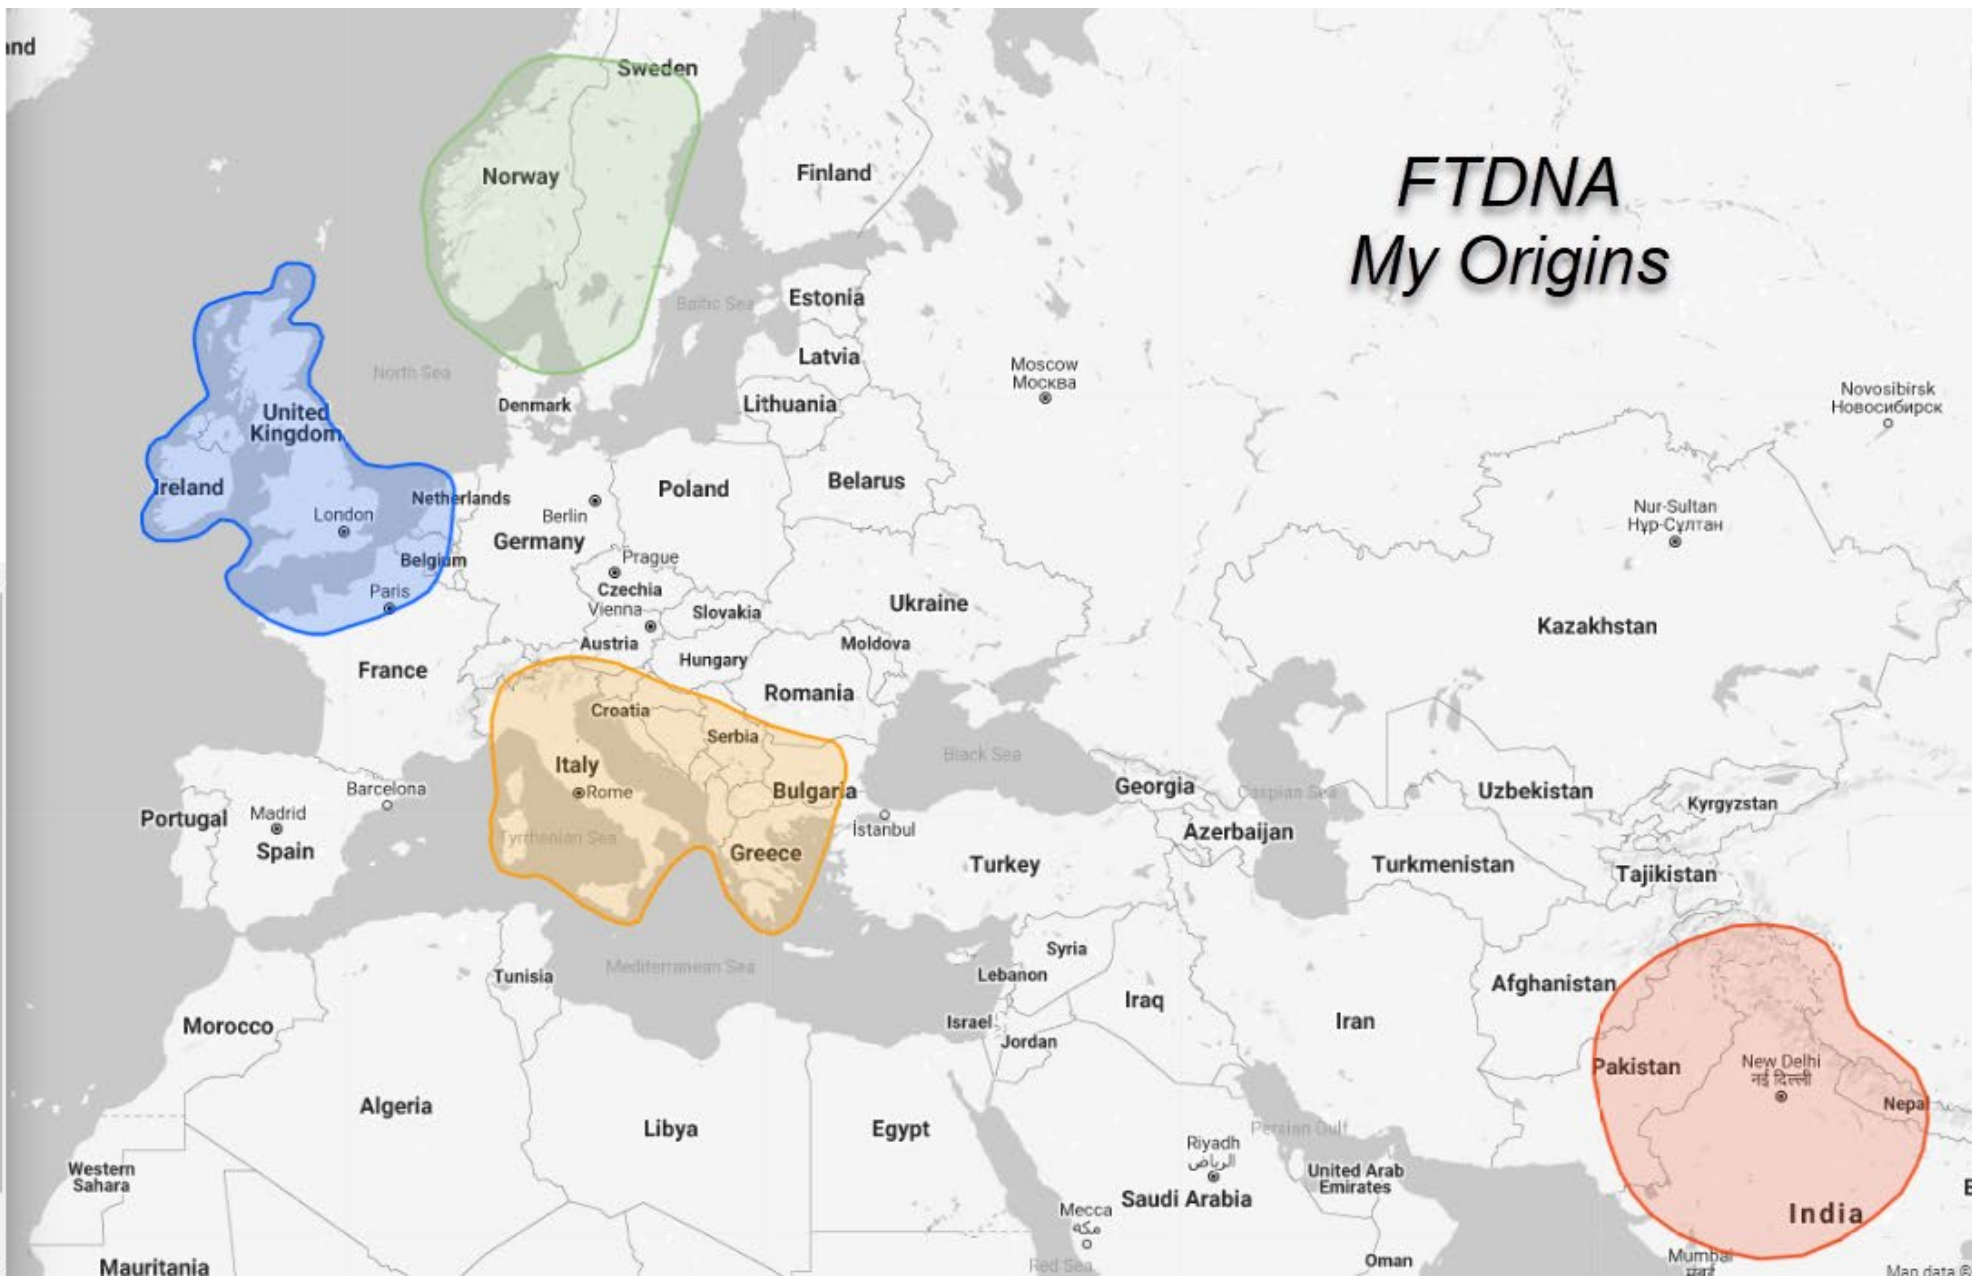 and
Sweden
Norway
Finland
FTDNA
My Origins
Baltic Sea
Estonia
North Sea
Latvia
Moscow
Москва
Denmark
Lithuania
Novosibirsk
Новосибирск
United
Kingdom
Ireland
Netherlands
London
Berlin
Poland
Belarus
Germany
Nur-Sultan
Нұр-Сұлтан
Belgium
Prague
Paris
Czechia
Vienna
Slovakia
Ukraine
Kazakhstan
Austria
Moldova
France
Hungary
Romania
Croatia
Serbia
Black Sea
Italy
Rome
Bulgaria
Georgia
Caspian Sea
Uzbekistan
Kyrgyzstan
Barcelona
Portugal
Madrid
Spain
Tyrrhenian Sea
Greece
İstanbul
Turkey
Azerbaijan
Turkmenistan
Tajikistan
Syria
Mediterranean Sea
Tunisia
Lebanon
Afghanistan
Iraq
Iran
Morocco
Israel
Jordan
Pakistan
New Delhi
नई दिल्ली
Nepal
Algeria
Libya
Egypt
Persian Gulf
Riyadh
الرياض
Western
Sahara
United Arab
Emirates
Saudi Arabia
Mecca
مكة
India
Mumbai
मुंबई
Oman
Red Sea
Mauritania
Map data ©